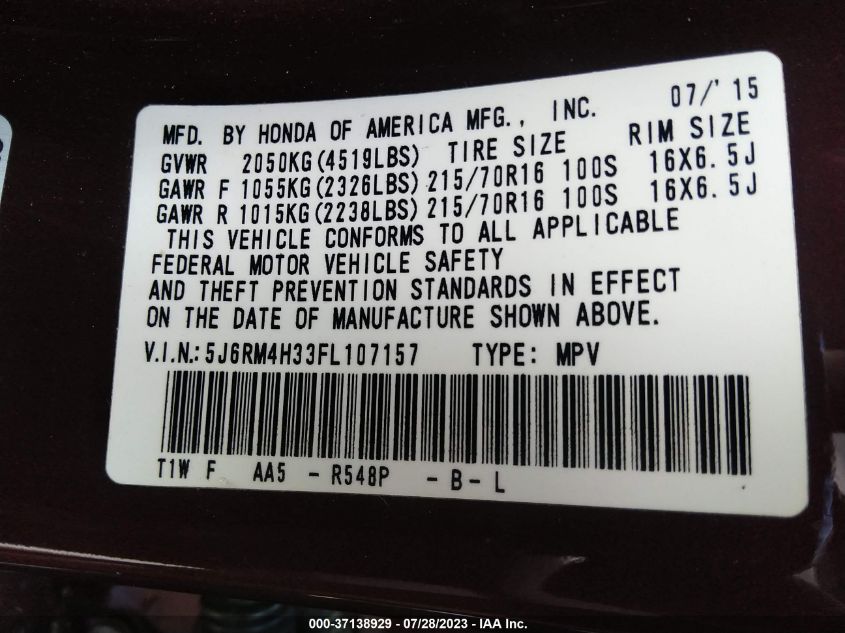 07/'15
MFD. BY HONDA OF AMERICA MFG., INC.
GVWR 2050KG(4519LBS) TIRE SIZE RIM SIZE
GAWR F 1055KG(2326LBS) 215/70R16 100S 16X6.5J
GAWR R 1015KG(2238LBS) 215/70R16 100S 16X6.5J
THIS VEHICLE CONFORMS TO ALL APPLICABLE
FEDERAL MOTOR VEHICLE SAFETY
AND THEFT PREVENTION STANDARDS IN EFFECT
ON THE DATE OF MANUFACTURE SHOWN ABOVE.
V.I.N.: 5J6RM4H33FL107157 TYPE: MPV
T1W F AA5 - R548P - B - L
000-37138929 / 07/28/2023 - IAA Inc.